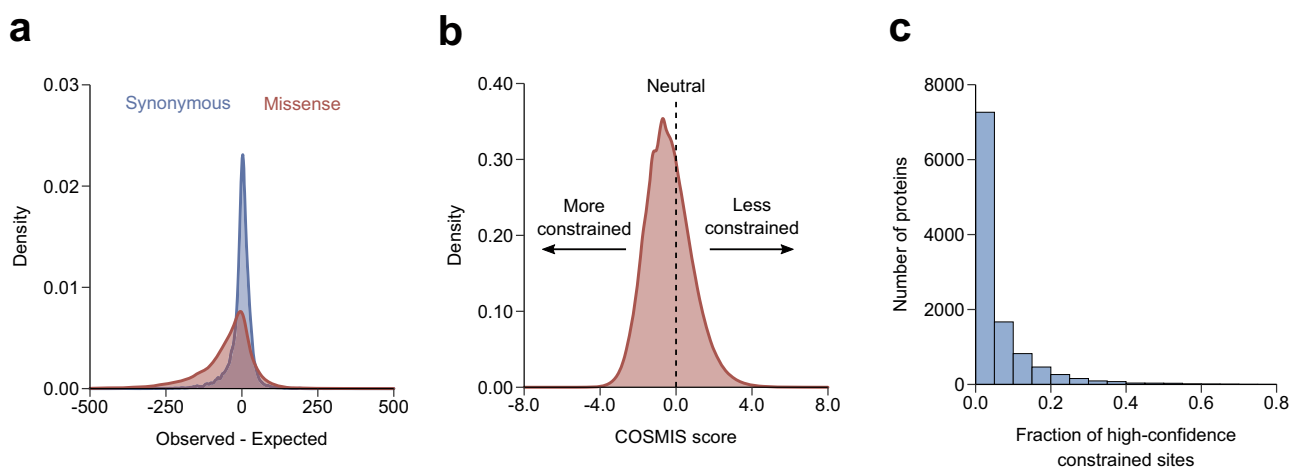 a
0.03
0.02
0.01
0.00
Density
Synonymous
Missense
-500
-250
0
250
500
Observed - Expected
b
0.40
0.30
0.20
0.10
0.00
Density
Neutral
More
constrained
Less
constrained
-8.0
-4.0
0.0
4.0
8.0
COSMIS score
c
8000
6000
4000
2000
0
Number of proteins
0.0
0.2
0.4
0.6
0.8
Fraction of high-confidence
constrained sites